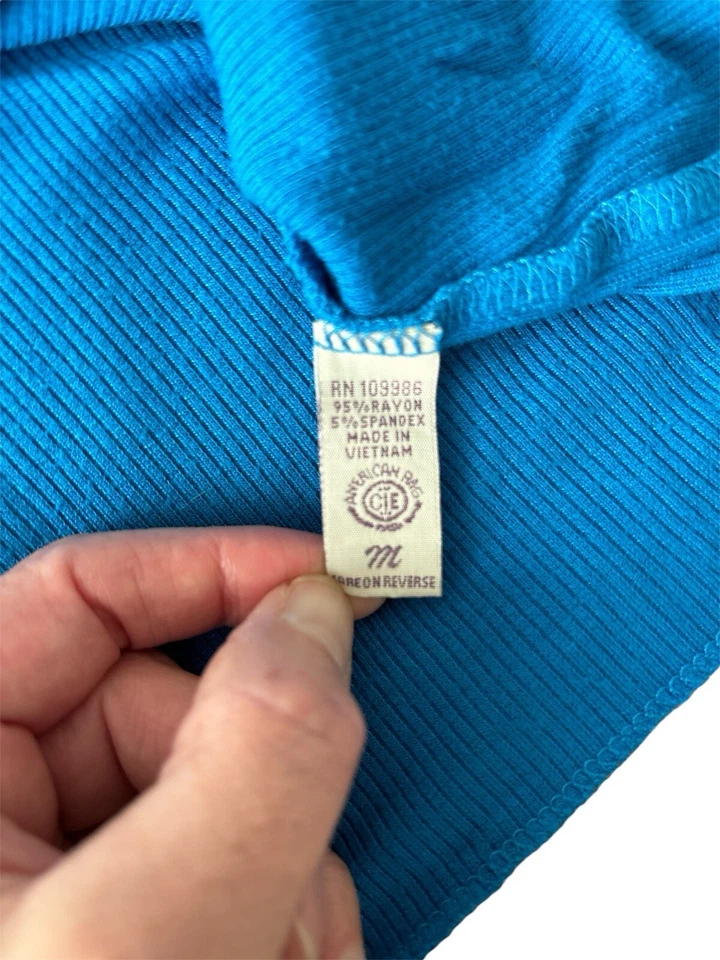 RN 109986
95% RAYON
5% SPANDEX
MADE IN
VIETNAM
AMERICAN RAG
CIE
M
CARE ON REVERSE